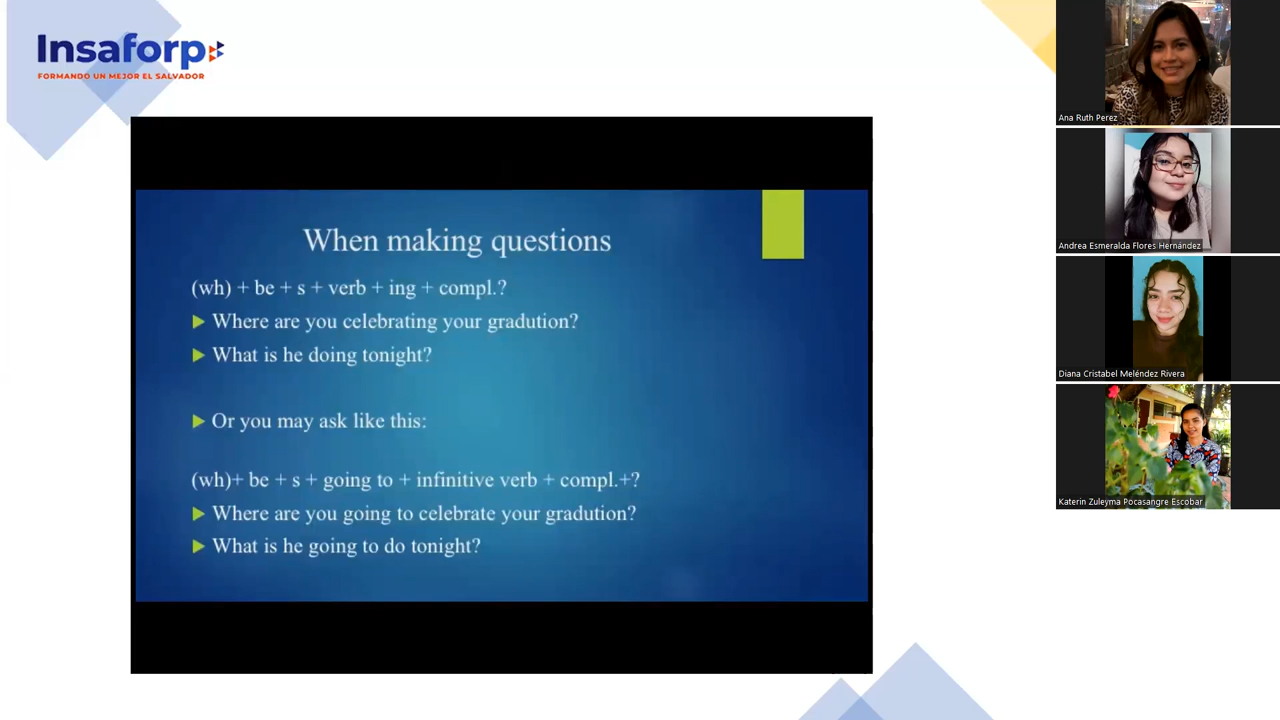 Insaforp
FORMANDO UN MEJOR EL SALVADOR
When making questions
(wh) + be + s + verb + ing + compl.?
Where are you celebrating your gradution?
What is he doing tonight?
Or you may ask like this:
(wh)+ be + s + going to + infinitive verb + compl.+?
Where are you going to celebrate your gradution?
What is he going to do tonight?
Ana Ruth Perez
Andrea Esmeralda Flores Hernández
Diana Cristabel Meléndez Rivera
Katerin Zuleyma Pocasangre Escobar